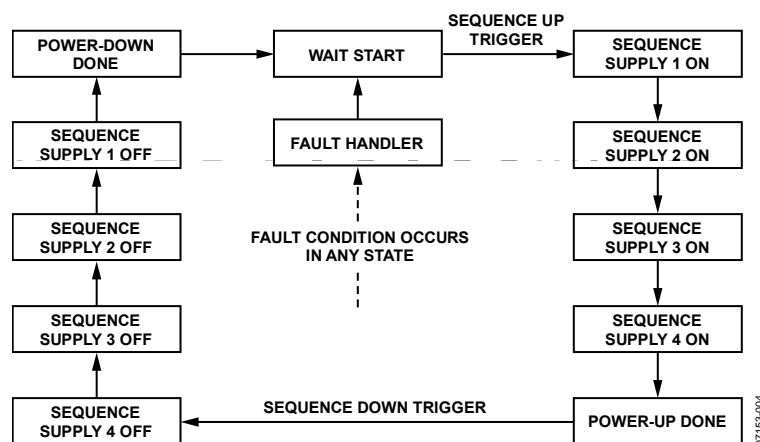 POWER-DOWN
DONE
WAIT START
SEQUENCE UP
TRIGGER
SEQUENCE
SUPPLY 1 ON
SEQUENCE
SUPPLY 1 OFF
FAULT HANDLER
SEQUENCE
SUPPLY 2 ON
SEQUENCE
SUPPLY 2 OFF
FAULT CONDITION OCCURS
IN ANY STATE
SEQUENCE
SUPPLY 3 ON
SEQUENCE
SUPPLY 3 OFF
SEQUENCE
SUPPLY 4 ON
SEQUENCE
SUPPLY 4 OFF
SEQUENCE DOWN TRIGGER
POWER-UP DONE